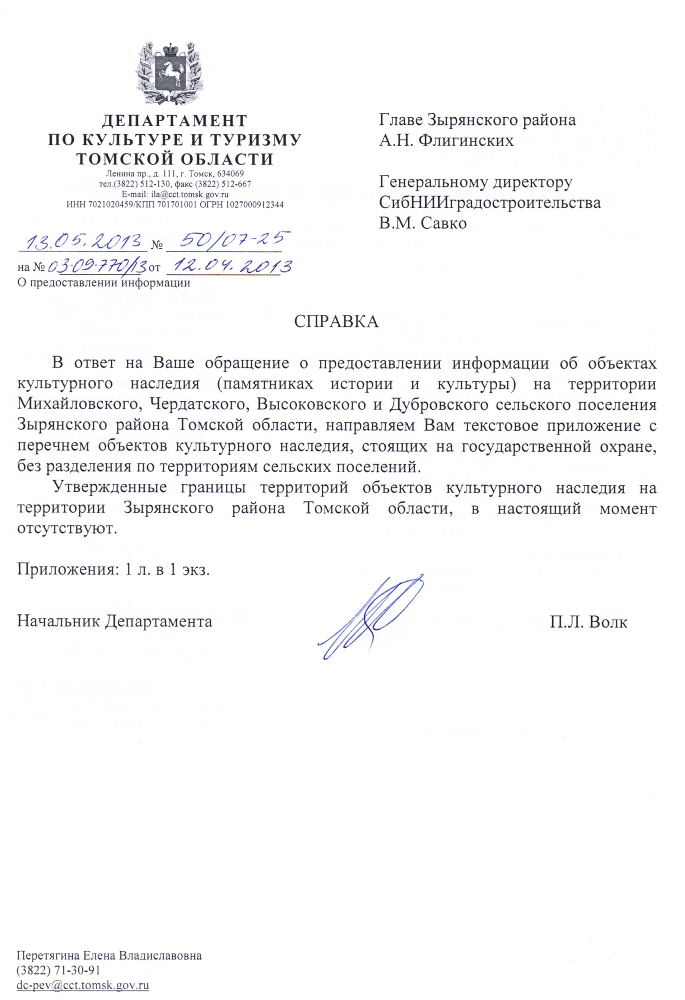 ДЕПАРТАМЕНТ
ПО КУЛЬТУРЕ И ТУРИЗМУ
ТОМСКОЙ ОБЛАСТИ
Ленина пр., д. 111, г. Томск, 634069
тел.(3822) 512-130, факс (3822) 512-667
E-mail: ila@cct.tomsk.gov.ru
ИНН 7021020459/КПП 701701001 ОГРН 1027000912344
13.05.2013 № 50/07-25
на № 03-09-770/13 от 12.04.2013
О предоставлении информации
Главе Зырянского района
А.Н. Флигинских
Генеральному директору
СибНИИградостроительства
В.М. Савко
СПРАВКА
В ответ на Ваше обращение о предоставлении информации об объектах
культурного наследия (памятниках истории и культуры) на территории
Михайловского, Чердатского, Высоковского и Дубровского сельского поселения
Зырянского района Томской области, направляем Вам текстовое приложение с
перечнем объектов культурного наследия, стоящих на государственной охране,
без разделения по территориям сельских поселений.
Утвержденные границы территорий объектов культурного наследия на
территории Зырянского района Томской области, в настоящий момент
отсутствуют.
Приложения: 1 л. в 1 экз.
Начальник Департамента П.Л. Волк
Перетягина Елена Владиславовна
(3822) 71-30-91
dc-pev@cct.tomsk.gov.ru